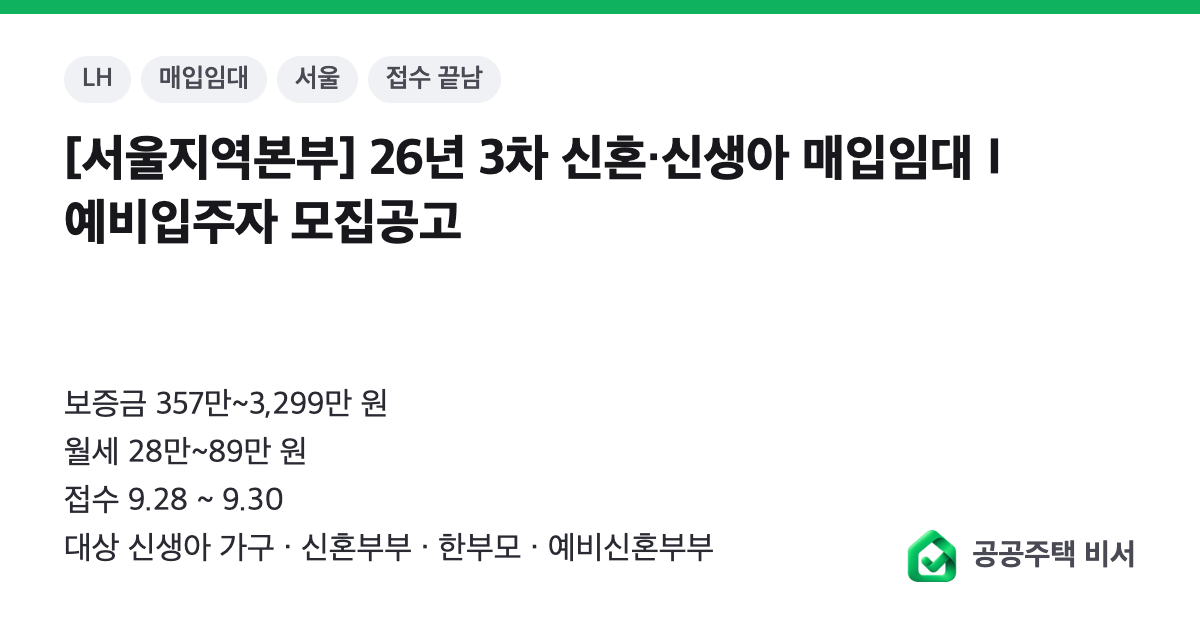 LH 매입임대 서울 접수 끝남
[서울지역본부] 26년 3차 신혼·신생아 매입임대 Ⅰ
예비입주자 모집공고
보증금 357만~3,299만 원
월세 28만~89만 원
접수 9.28 ~ 9.30
대상 신생아 가구 · 신혼부부 · 한부모 · 예비신혼부부
공공주택 비서